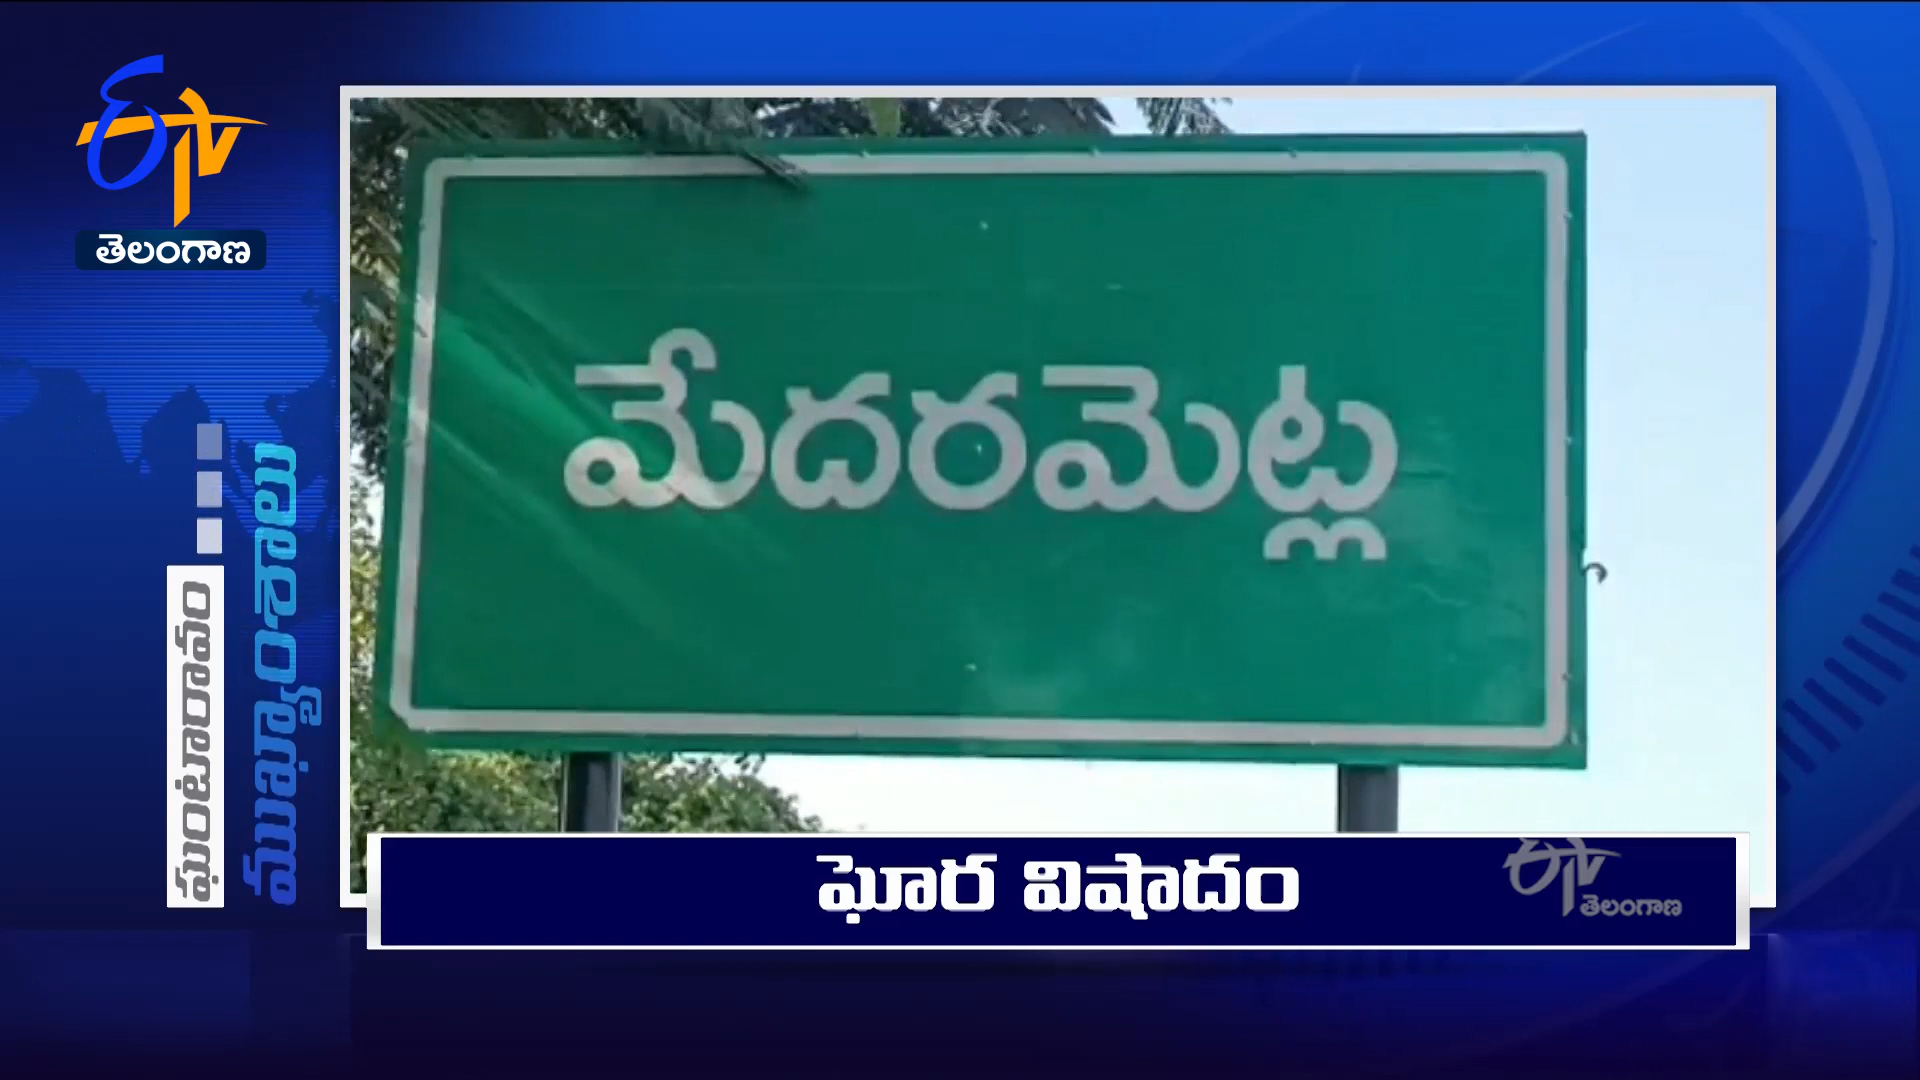 ETV
తెలంగాణ
మేదరమెట్ల
ఘంటారావం
ముఖ్యాంశాలు
ఘోర విషాదం
ETV
తెలంగాణ